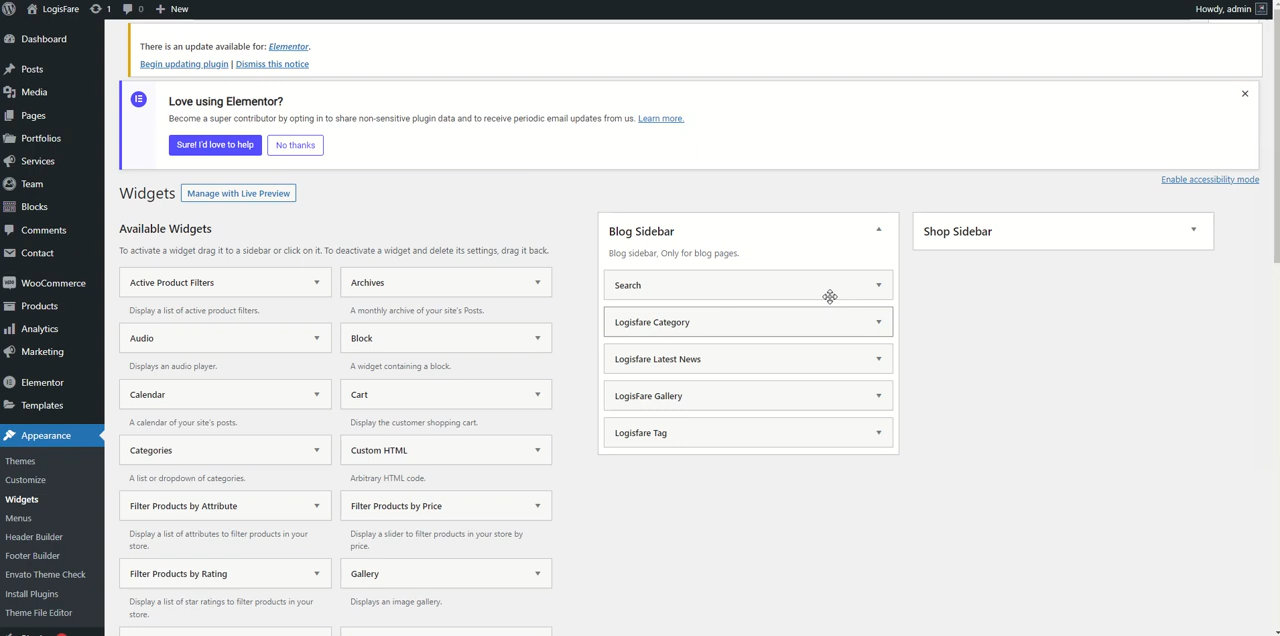 LogisFare 1 0 New Howdy, admin
Dashboard
Posts
Media
Pages
Portfolios
Services
Team
Blocks
Comments
Contact
WooCommerce
Products
Analytics
Marketing
Elementor
Templates
Appearance
Themes
Customize
Widgets
Menus
Header Builder
Footer Builder
Envato Theme Check
Install Plugins
Theme File Editor
There is an update available for: Elementor.
Begin updating plugin | Dismiss this notice
Love using Elementor?
Become a super contributor by opting in to share non-sensitive plugin data and to receive periodic email updates from us. Learn more.
Sure! I'd love to help No thanks
Enable accessibility mode
Widgets Manage with Live Preview
Available Widgets
To activate a widget drag it to a sidebar or click on it. To deactivate a widget and delete its settings, drag it back.
Active Product Filters Archives
Display a list of active product filters. A monthly archive of your site's Posts.
Audio Block
Displays an audio player. A widget containing a block.
Calendar Cart
A calendar of your site's posts. Display the customer shopping cart.
Categories Custom HTML
A list or dropdown of categories. Arbitrary HTML code.
Filter Products by Attribute Filter Products by Price
Display a list of attributes to filter products in your Display a slider to filter products in your store by
store. price.
Filter Products by Rating Gallery
Display a list of star ratings to filter products in your Displays an image gallery.
store.
Blog Sidebar
Blog sidebar, Only for blog pages.
Search
Logisfare Category
Logisfare Latest News
LogisFare Gallery
Logisfare Tag
Shop Sidebar